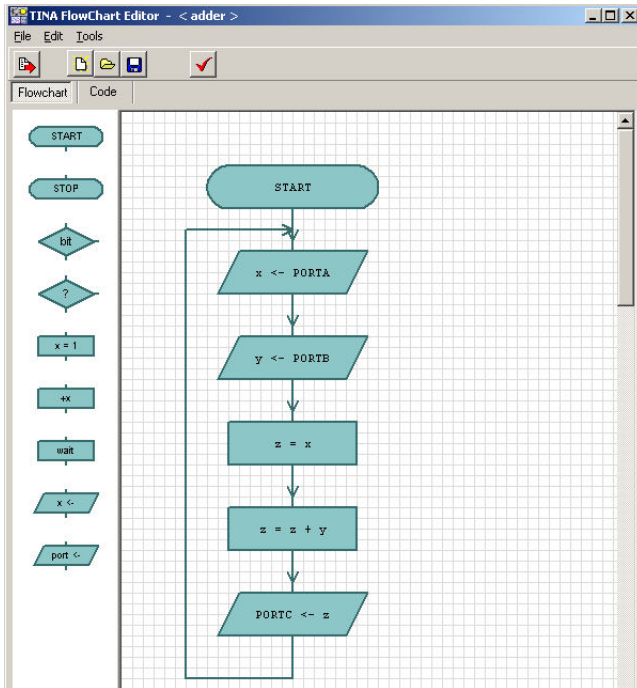 TINA FlowChart Editor - < adder >
File Edit Tools
Flowchart Code
START
STOP
bit
?
x = 1
+x
wait
x <-
port <-
START
x <- PORTA
y <- PORTB
z = x
z = z + y
PORTC <- z